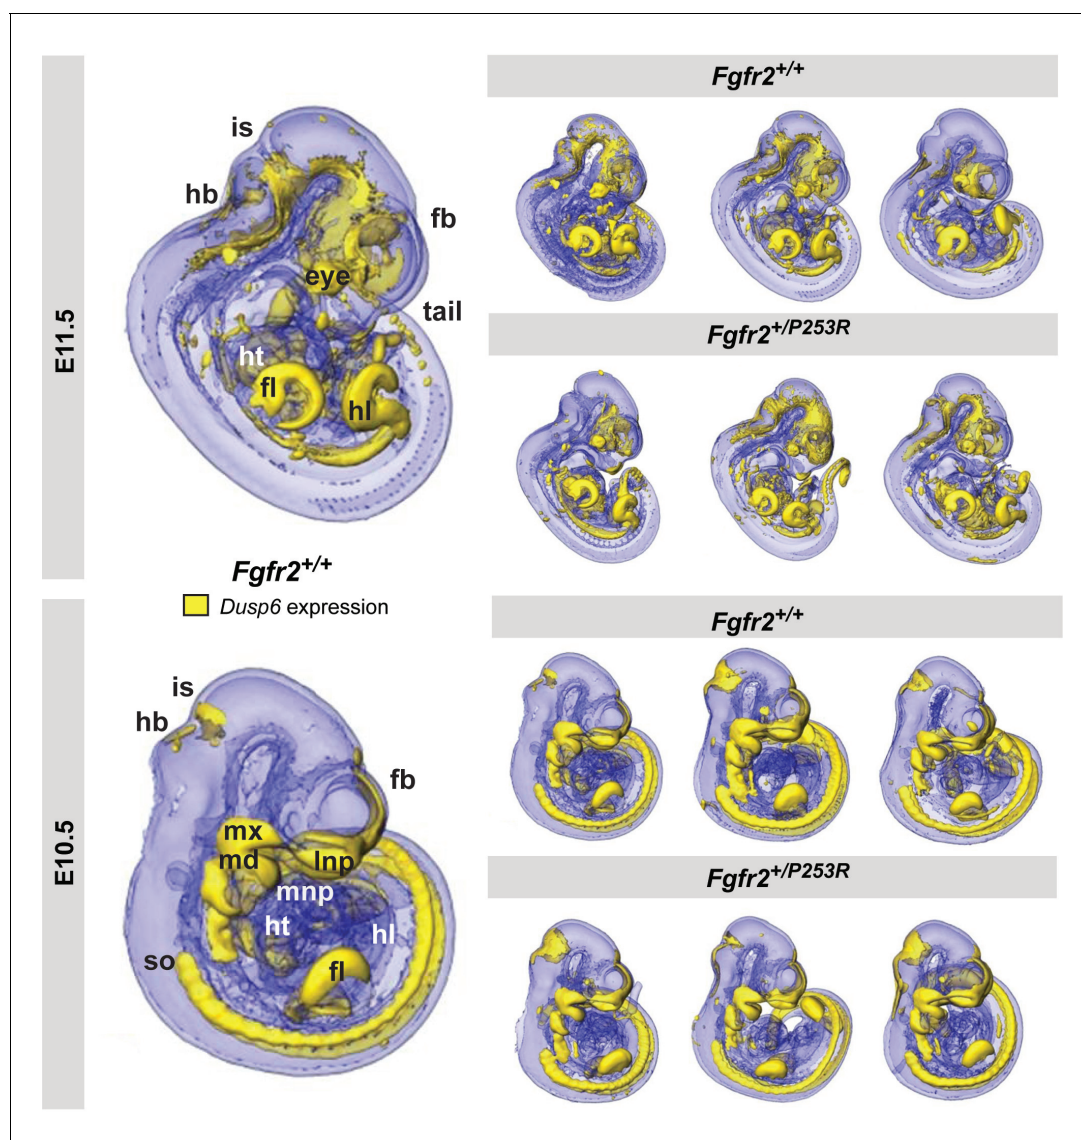 E11.5
is
hb
fb
eye
tail
ht
fl
hl
Fgfr2+/+
Dusp6 expression
Fgfr2+/+
Fgfr2+/P253R
E10.5
is
hb
fb
mx
md
lnp
mnp
ht
hl
so
fl
Fgfr2+/+
Fgfr2+/P253R